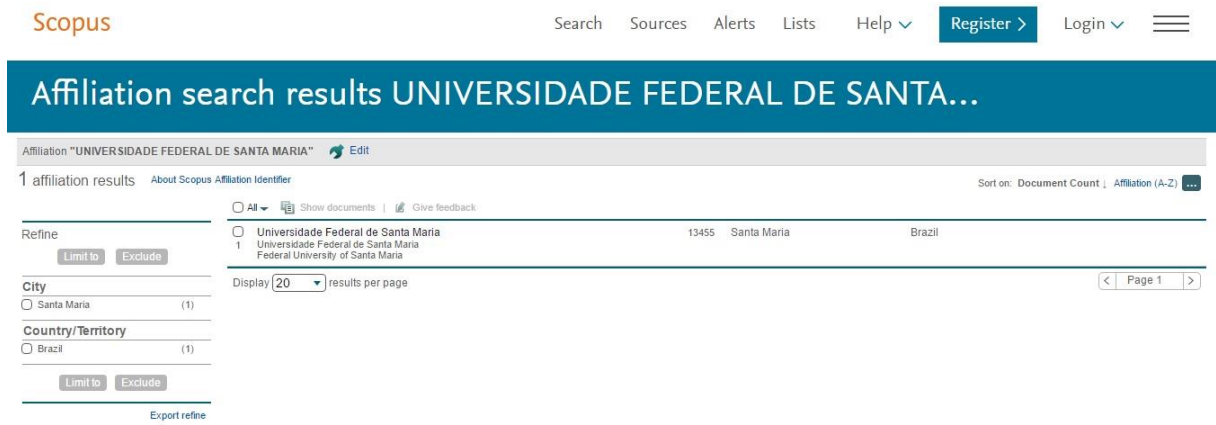 Scopus Search Sources Alerts Lists Help Register > Login
Affiliation search results UNIVERSIDADE FEDERAL DE SANTA...
Affiliation "UNIVERSIDADE FEDERAL DE SANTA MARIA" Edit
1 affiliation results About Scopus Affiliation Identifier Sort on: Document Count ↓ Affiliation (A-Z) ...
All Show documents | Give feedback
Refine
Limit to Exclude
City
Santa Maria (1)
Country/Territory
Brazil (1)
Limit to Exclude
Export refine
1 Universidade Federal de Santa Maria 13455 Santa Maria Brazil
Universidade Federal de Santa Maria
Federal University of Santa Maria
Display 20 results per page < Page 1 >